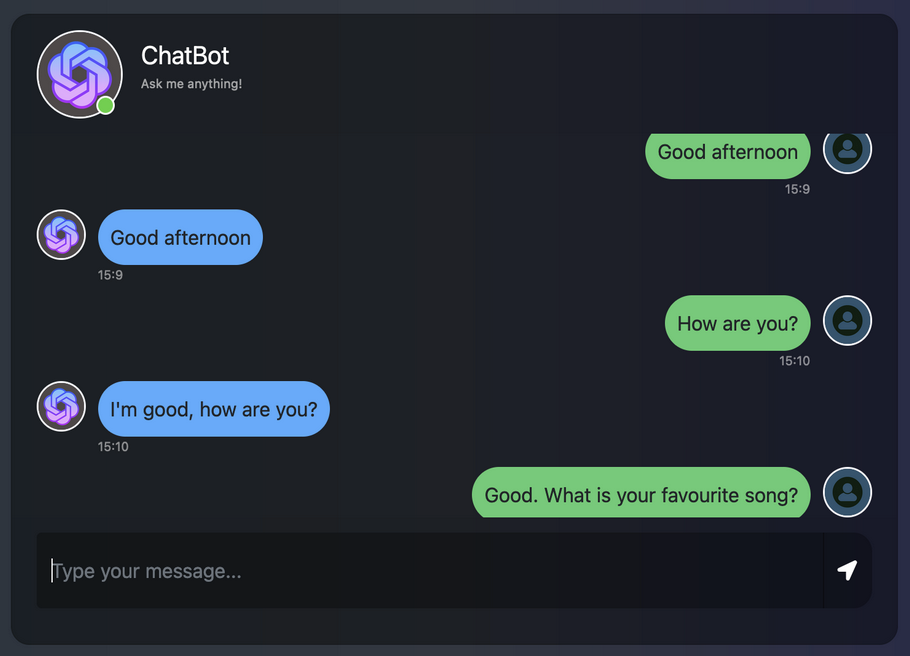 ChatBot
Ask me anything!
Good afternoon
15:9
Good afternoon
15:9
How are you?
15:10
I'm good, how are you?
15:10
Good. What is your favourite song?
Type your message...